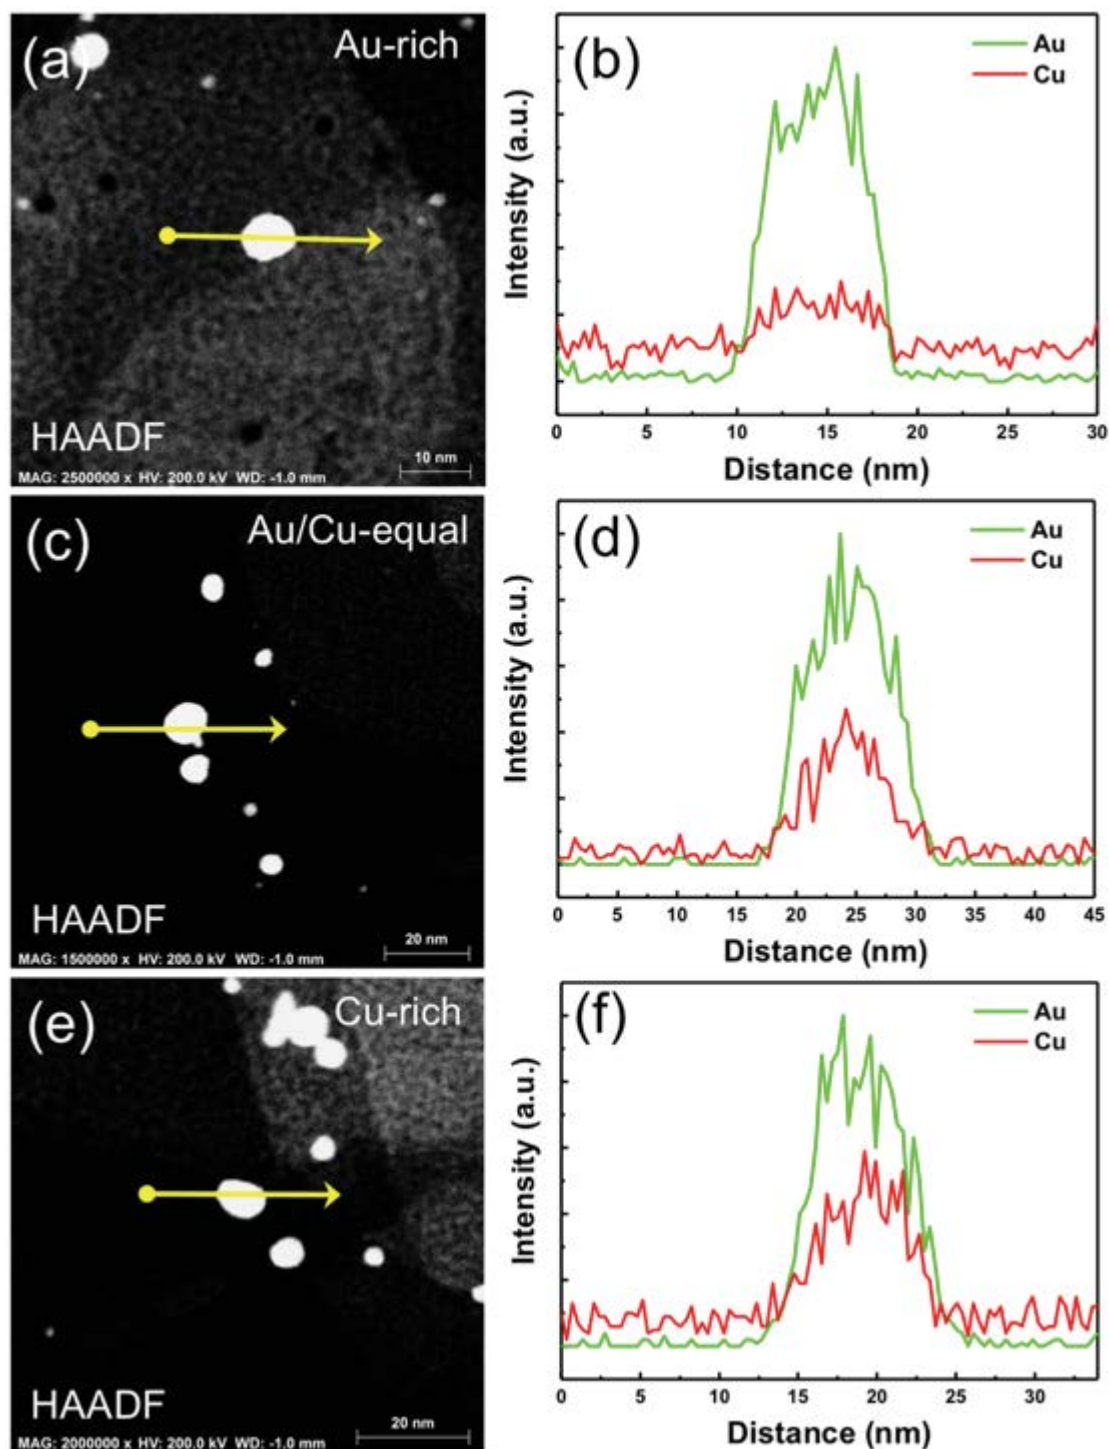 (a)
Au-rich
HAADF
10 nm
MAG: 2500000 x HV: 200.0 kV WD: -1.0 mm
(b)
Au
Cu
Intensity (a.u.)
0 5 10 15 20 25 30
Distance (nm)
(c)
Au/Cu-equal
HAADF
20 nm
MAG: 1500000 x HV: 200.0 kV WD: -1.0 mm
(d)
Au
Cu
Intensity (a.u.)
0 5 10 15 20 25 30 35 40 45
Distance (nm)
(e)
Cu-rich
HAADF
20 nm
MAG: 2000000 x HV: 200.0 kV WD: -1.0 mm
(f)
Au
Cu
Intensity (a.u.)
0 5 10 15 20 25 30
Distance (nm)